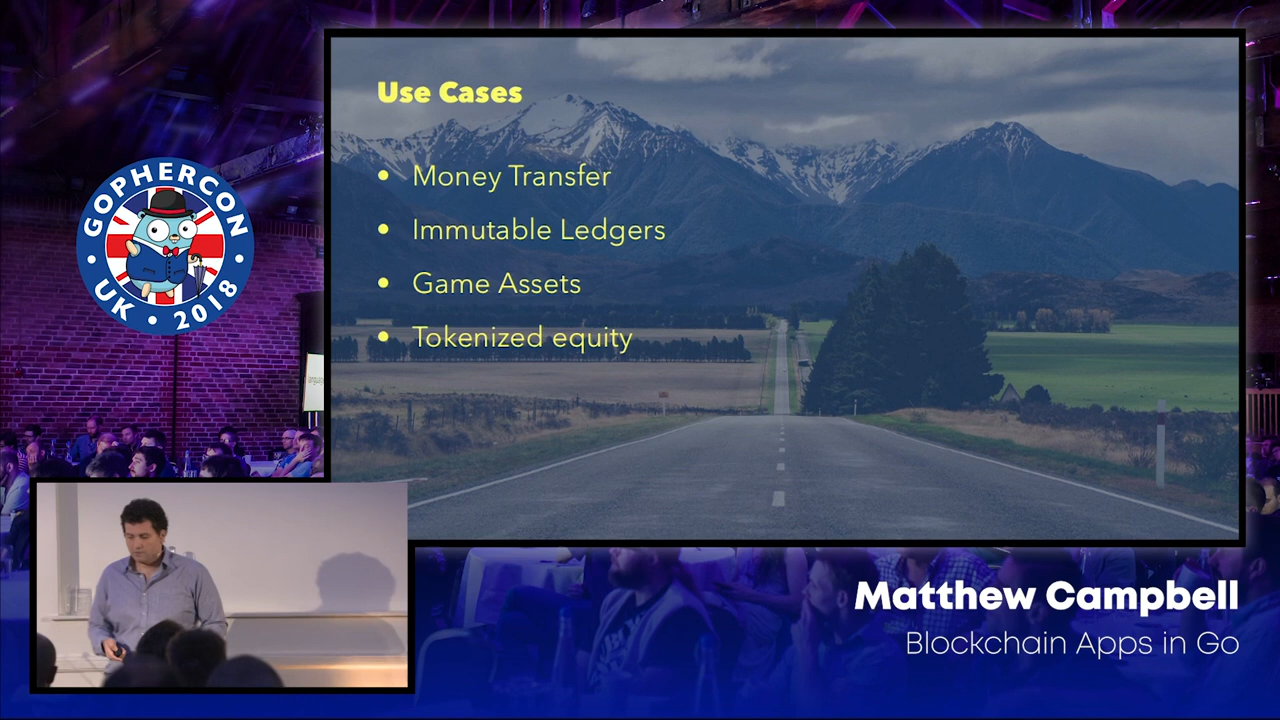 GOPHERCON
UK • 2018
Use Cases
• Money Transfer
• Immutable Ledgers
• Game Assets
• Tokenized equity
Matthew Campbell
Blockchain Apps in Go